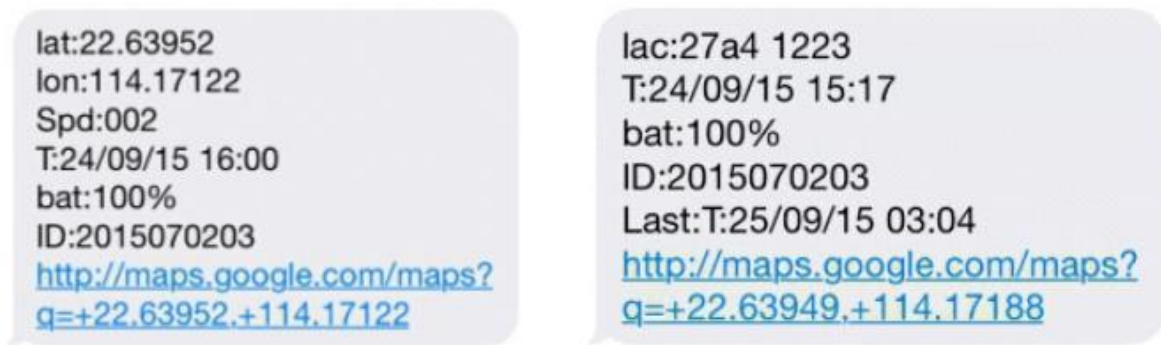 lat:22.63952
lon:114.17122
Spd:002
T:24/09/15 16:00
bat:100%
ID:2015070203
http://maps.google.com/maps?
q=+22.63952,+114.17122
lac:27a4 1223
T:24/09/15 15:17
bat:100%
ID:2015070203
Last:T:25/09/15 03:04
http://maps.google.com/maps?
q=+22.63949,+114.17188